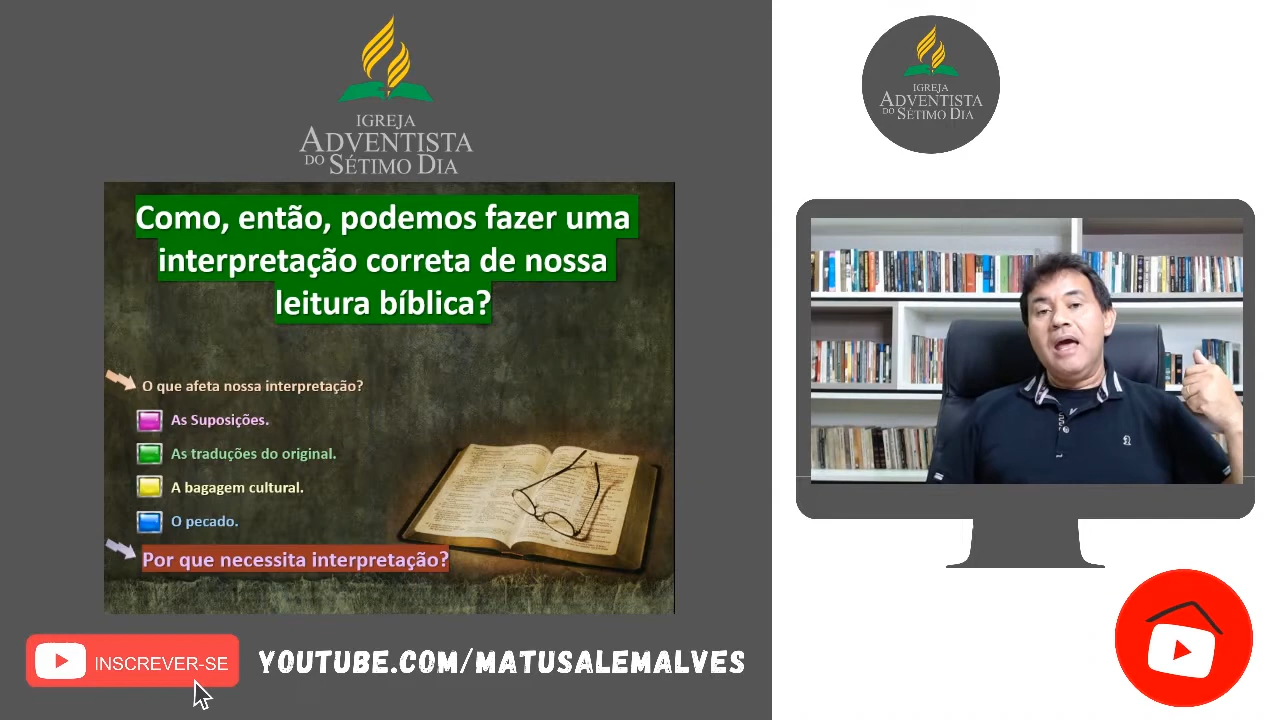 IGREJA
ADVENTISTA
DO SÉTIMO DIA
Como, então, podemos fazer uma
interpretação correta de nossa
leitura bíblica?
O que afeta nossa interpretação?
As Suposições.
As traduções do original.
A bagagem cultural.
O pecado.
Por que necessita interpretação?
INSCREVER-SE
YOUTUBE.COM/MATUSALEMALVES
IGREJA
ADVENTISTA
DO SÉTIMO DIA